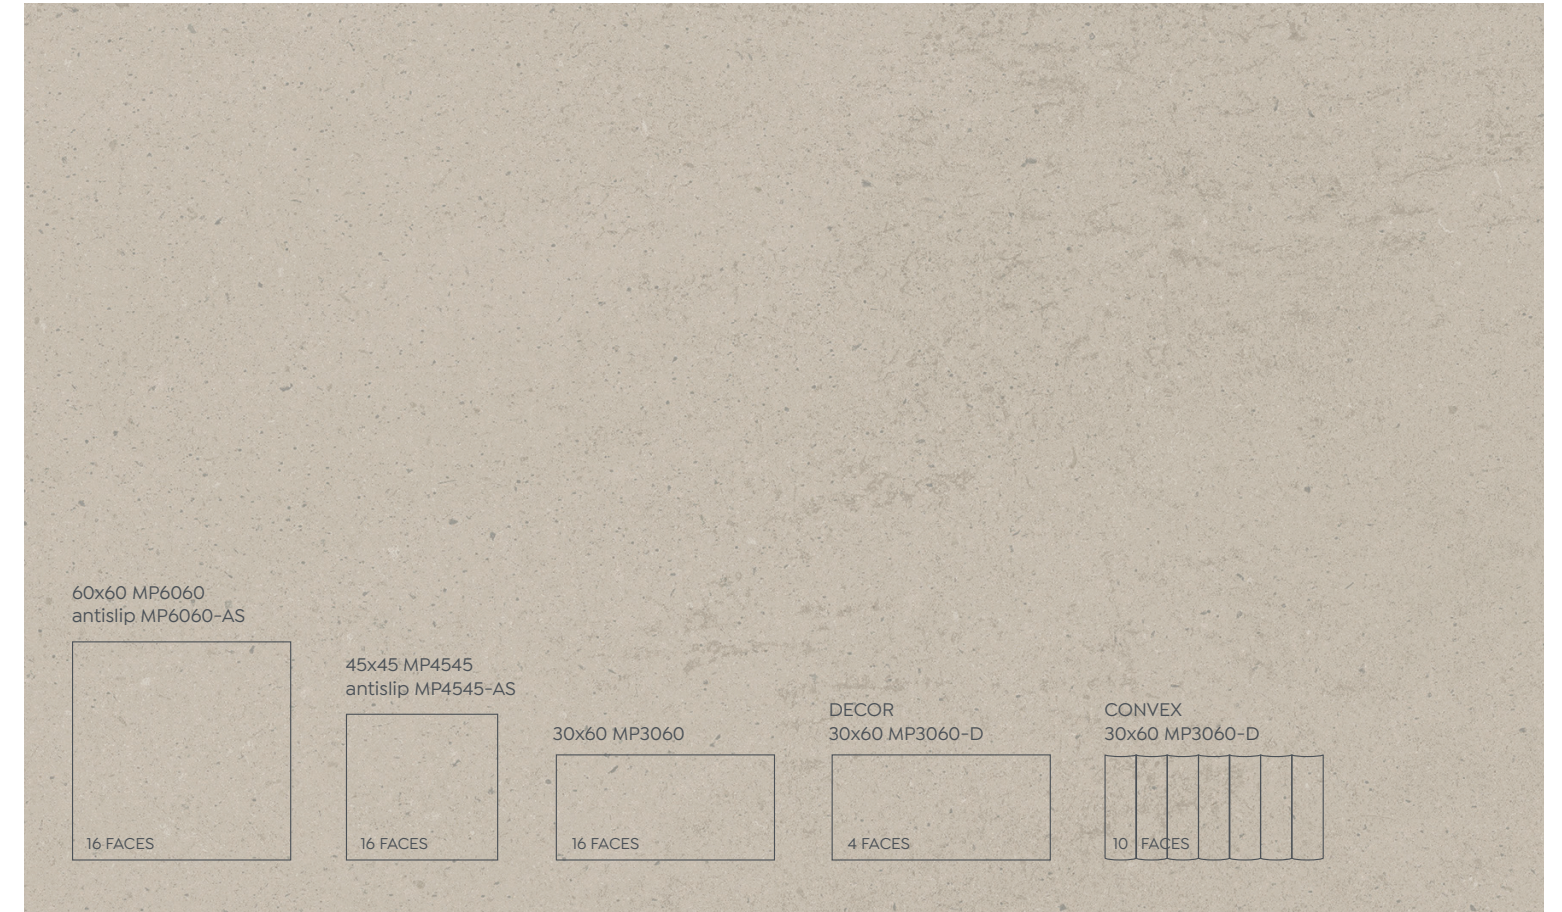 60x60 MP6060
antislip MP6060-AS
16 FACES
45x45 MP4545
antislip MP4545-AS
16 FACES
30x60 MP3060
16 FACES
DECOR
30x60 MP3060-D
4 FACES
CONVEX
30x60 MP3060-D
10 FACES